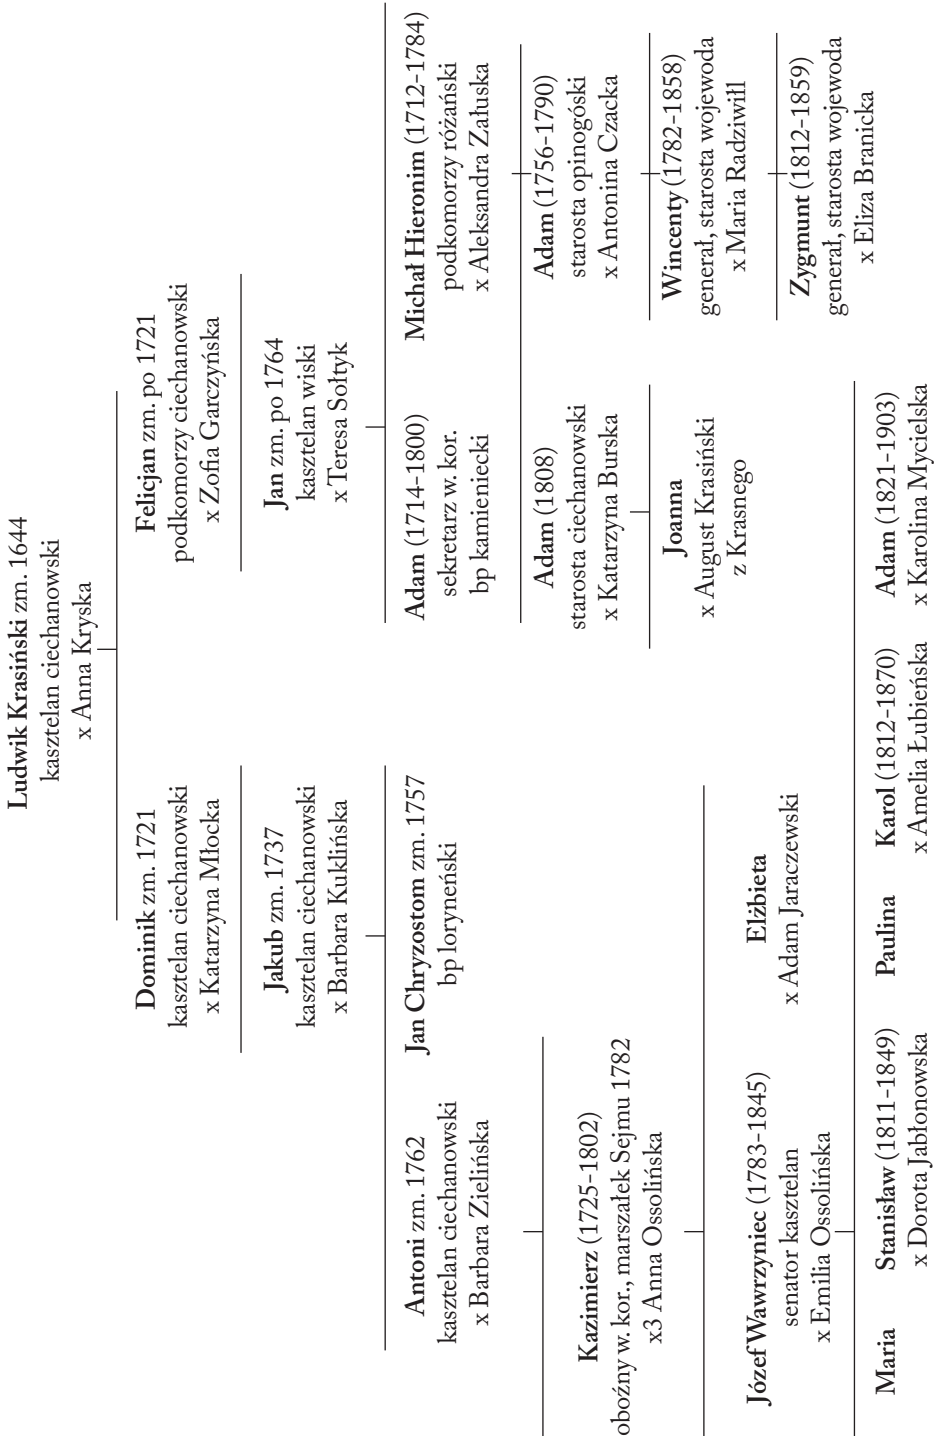 Ludwik Krasiński zm. 1644
kasztelan ciechanowski
x Anna Kryska
Dominik zm. 1721
kasztelan ciechanowski
x Katarzyna Młocka
Felicjan zm. po 1721
podkomorzy ciechanowski
x Zofia Garczyńska
Jakub zm. 1737
kasztelan ciechanowski
x Barbara Kuklińska
Jan zm. po 1764
kasztelan wiski
x Teresa Sołtyk
Antoni zm. 1762
kasztelan ciechanowski
x Barbara Zielińska
Jan Chryzostom zm. 1757
bp loryneński
Adam (1714-1800)
sekretarz w. kor.
bp kamieniecki
Michał Hieronim (1712-1784)
podkomorzy różański
x Aleksandra Załuska
Kazimierz (1725-1802)
oboźny w. kor., marszałek Sejmu 1782
x3 Anna Ossolińska
Adam (1808)
starosta ciechanowski
x Katarzyna Burska
Adam (1756-1790)
starosta opinogóski
x Antonina Czacka
Joanna
x August Krasiński
z Krasnego
Wincenty (1782-1858)
generał, starosta wojewoda
x Maria Radziwiłł
Józef Wawrzyniec (1783-1845)
senator kasztelan
x Emilia Ossolińska
Elżbieta
x Adam Jaraczewski
Zygmunt (1812-1859)
generał, starosta wojewoda
x Eliza Branicka
Maria
Stanisław (1811-1849)
x Dorota Jabłonowska
Paulina
Karol (1812-1870)
x Amelia Łubieńska
Adam (1821-1903)
x Karolina Mycielska